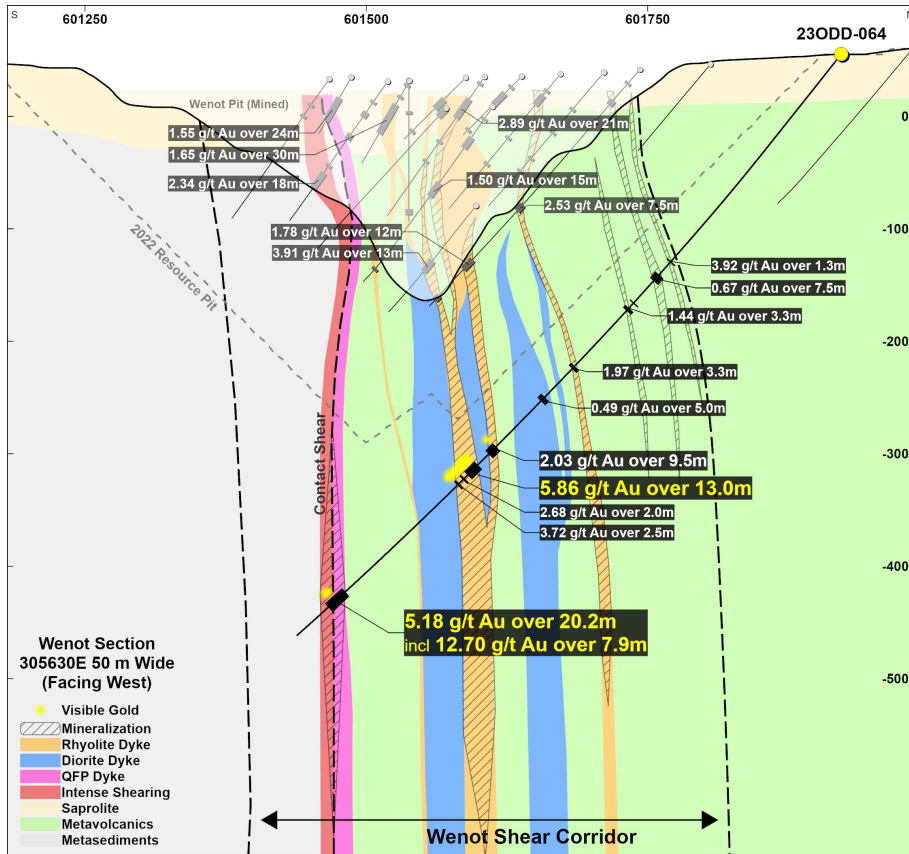 S
601250
601500
601750
N
23ODD-064
Wenot Pit (Mined)
0
1.55 g/t Au over 24m
2.89 g/t Au over 21m
1.65 g/t Au over 30m
2.34 g/t Au over 18m
1.50 g/t Au over 15m
2.53 g/t Au over 7.5m
-100
1.78 g/t Au over 12m
3.91 g/t Au over 13m
2022 Resource Pit
3.92 g/t Au over 1.3m
0.67 g/t Au over 7.5m
1.44 g/t Au over 3.3m
-200
1.97 g/t Au over 3.3m
0.49 g/t Au over 5.0m
-300
Contact Shear
2.03 g/t Au over 9.5m
5.86 g/t Au over 13.0m
2.68 g/t Au over 2.0m
3.72 g/t Au over 2.5m
-400
5.18 g/t Au over 20.2m
incl 12.70 g/t Au over 7.9m
-500
Wenot Section
305630E 50 m Wide
(Facing West)
Visible Gold
Mineralization
Rhyolite Dyke
Diorite Dyke
QFP Dyke
Intense Shearing
Saprolite
Metavolcanics
Metasediments
Wenot Shear Corridor